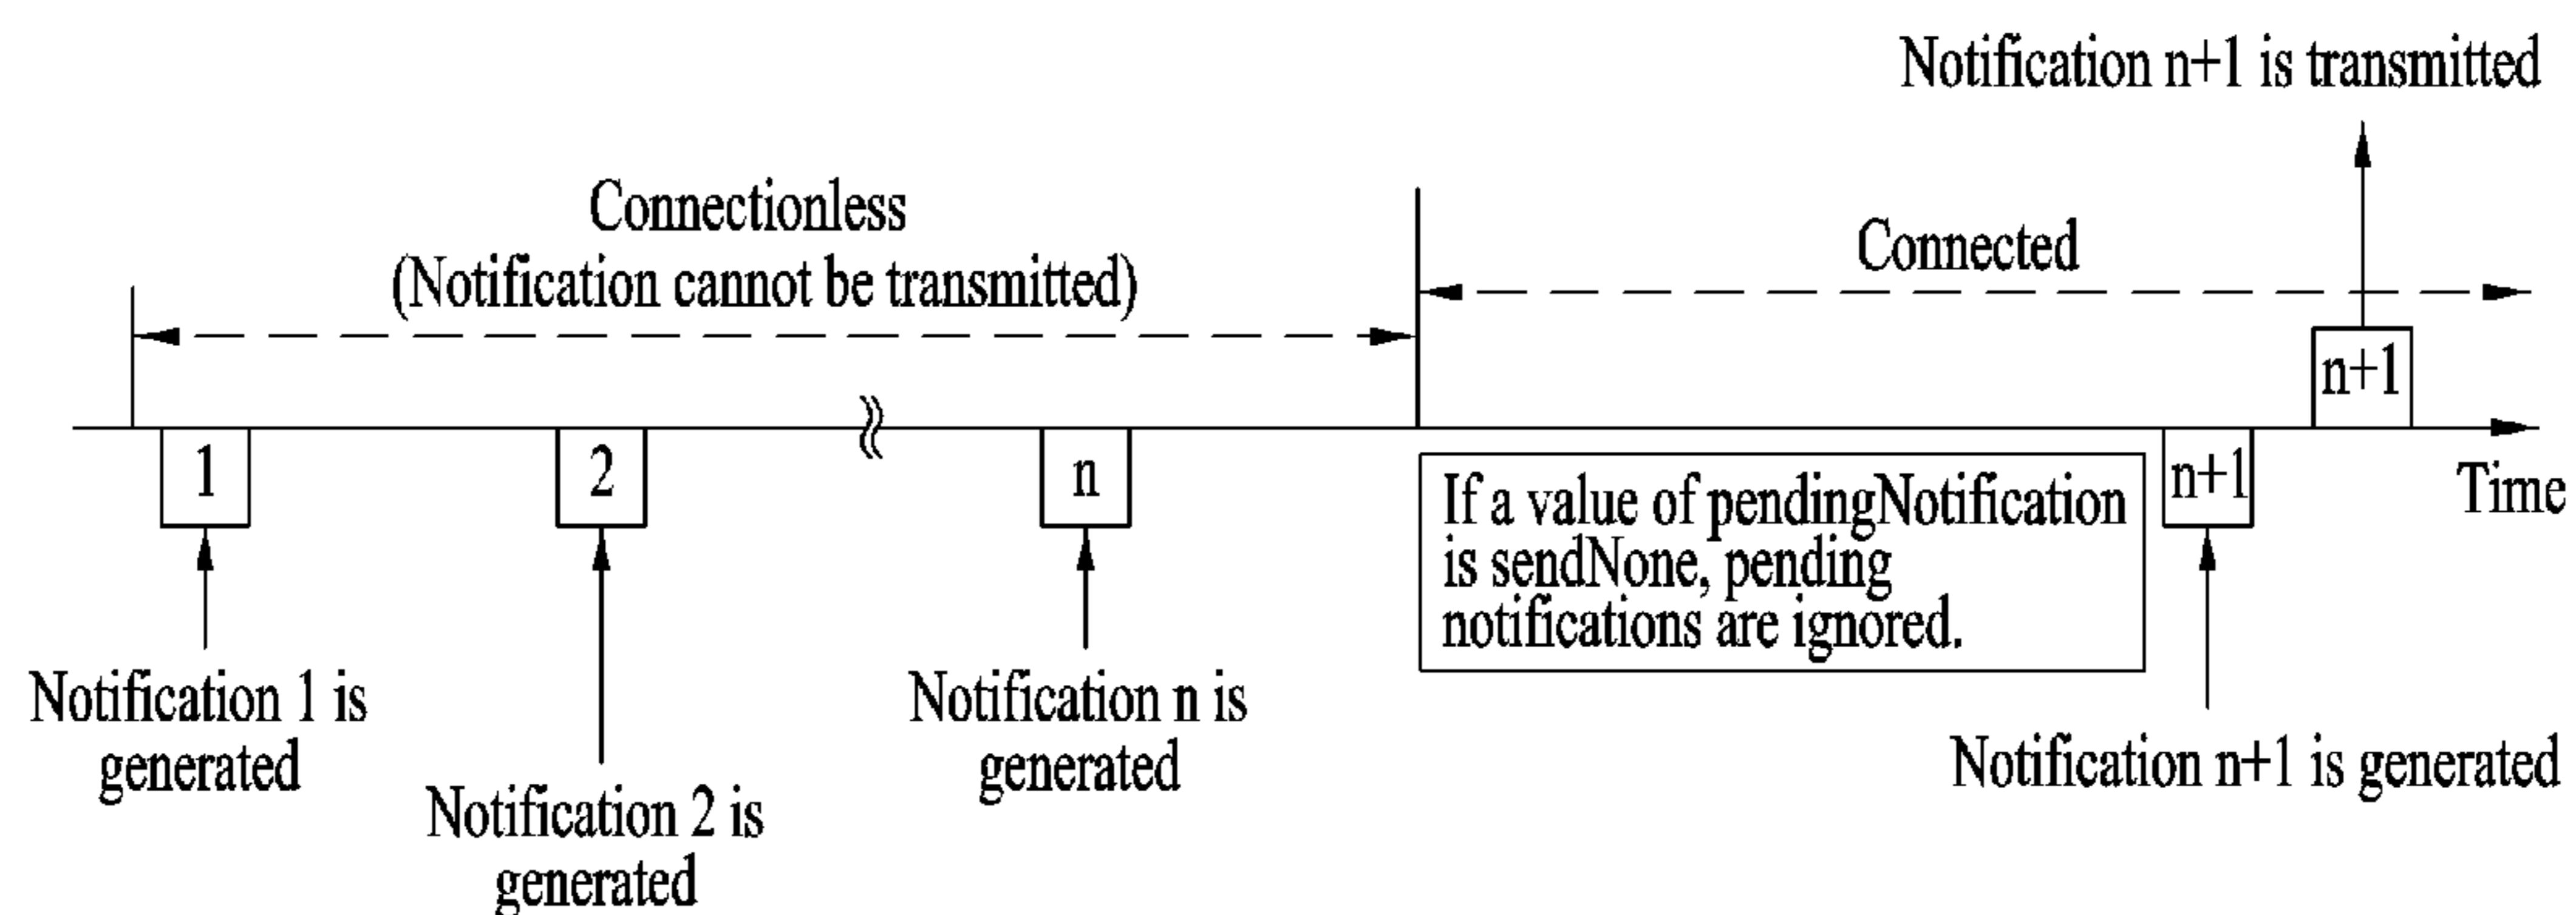 Notification n+1 is transmitted
Connectionless
(Notification cannot be transmitted)
Connected
n+1
1
2
n
n+1
Time
If a value of pendingNotification
is sendNone, pending
notifications are ignored.
Notification 1 is
generated
Notification 2 is
generated
Notification n is
generated
Notification n+1 is generated